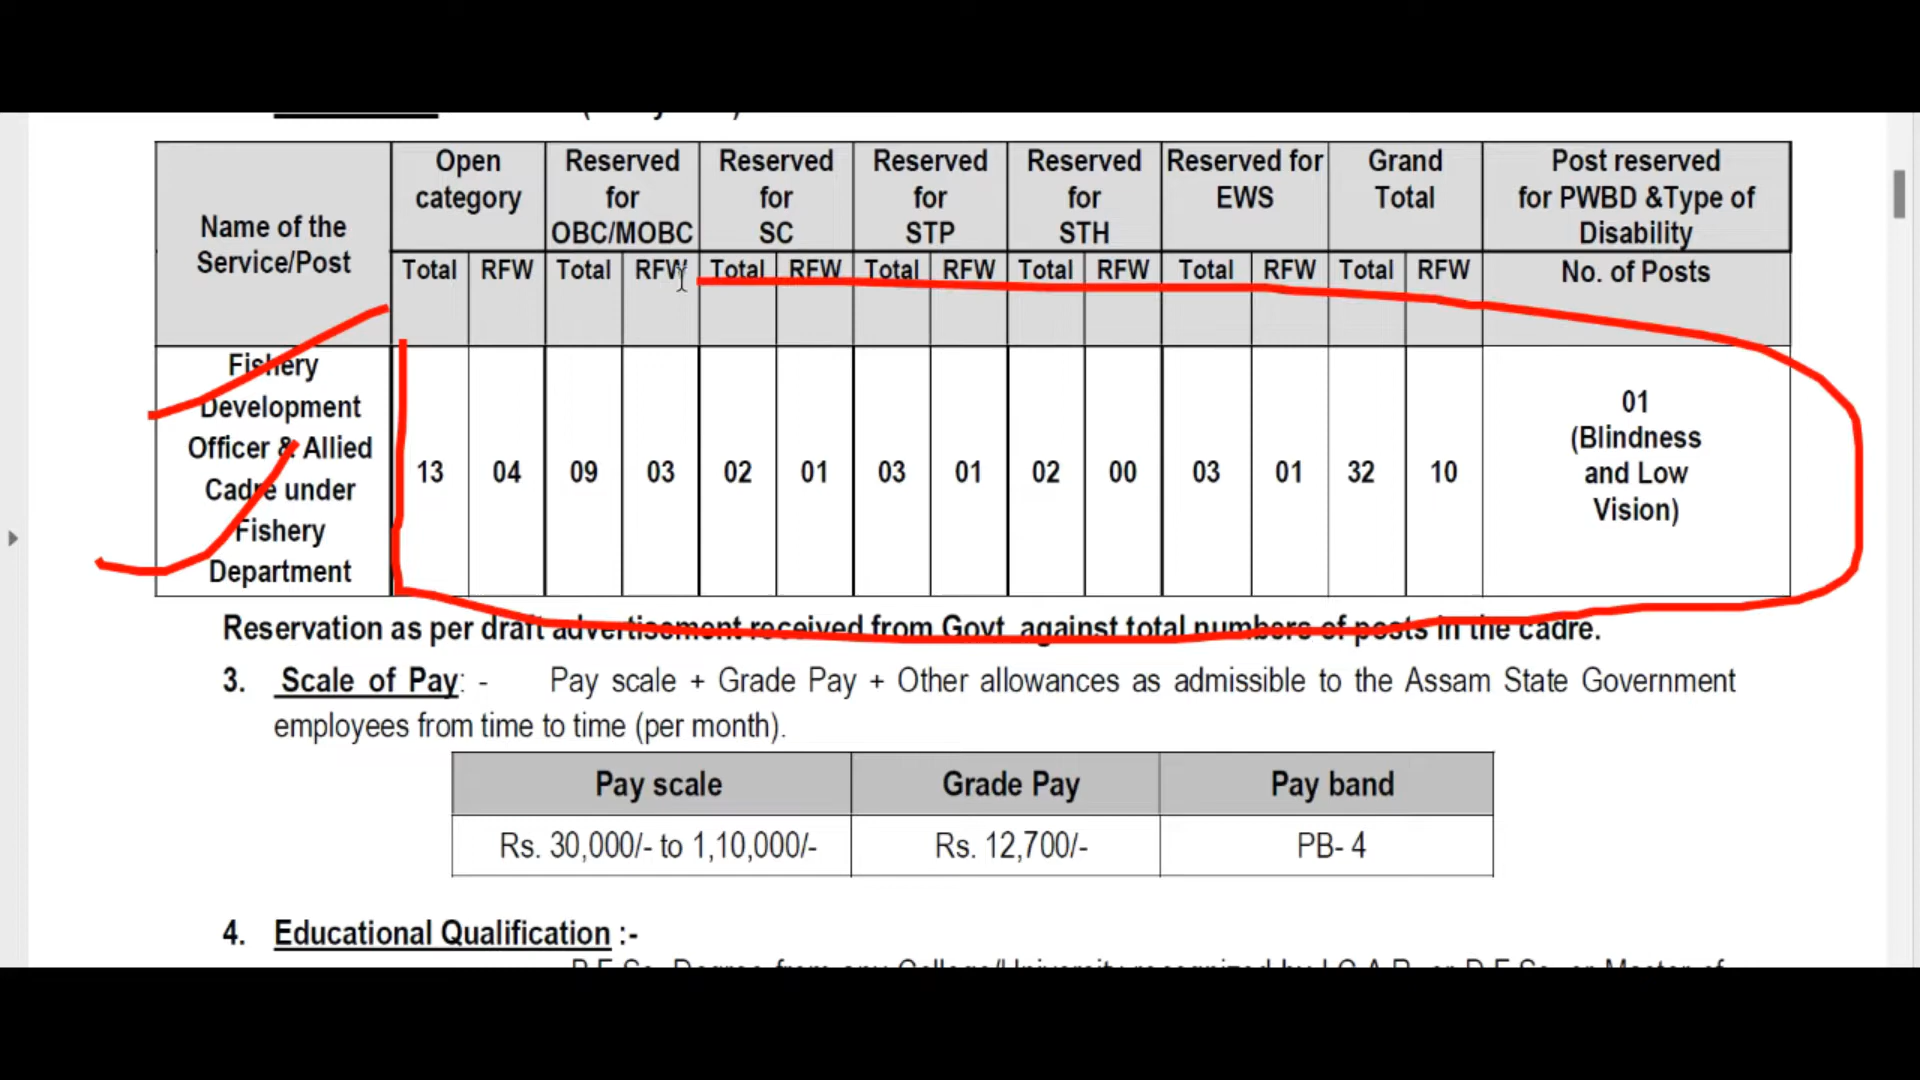 Name of the Service/Post
Open category
Reserved for OBC/MOBC
Reserved for SC
Reserved for STP
Reserved for STH
Reserved for EWS
Grand Total
Post reserved for PWBD &Type of Disability
Total RFW Total RFW Total RFW Total RFW Total RFW Total RFW Total RFW No. of Posts
Fishery
Development
Officer & Allied
Cadre under
Fishery
Department
13 04 09 03 02 01 03 01 02 00 03 01 32 10
01
(Blindness
and Low
Vision)
Reservation as per draft advertisement received from Govt. against total numbers of posts in the cadre.
3. Scale of Pay: - Pay scale + Grade Pay + Other allowances as admissible to the Assam State Government
employees from time to time (per month).
Pay scale Grade Pay Pay band
Rs. 30,000/- to 1,10,000/- Rs. 12,700/- PB- 4
4. Educational Qualification :-